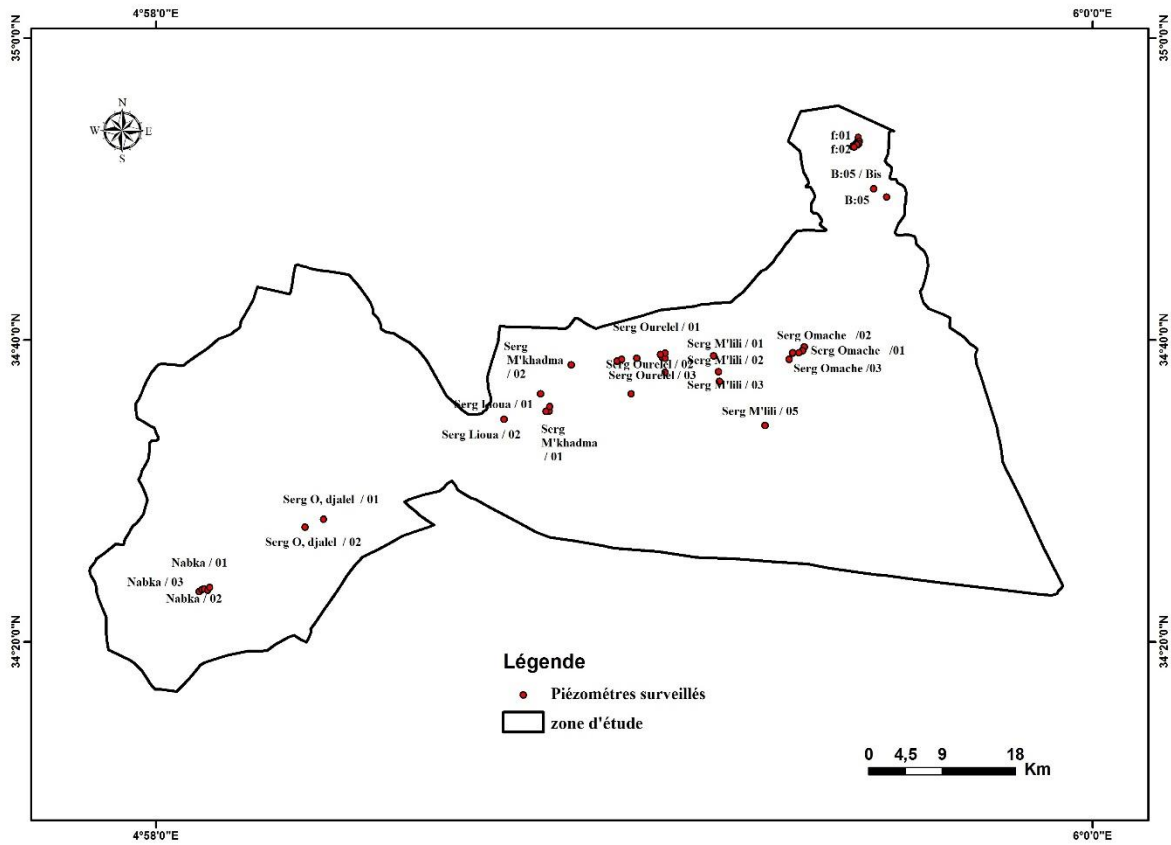 4°58'0"E
6°0'0"E
35°0'0"N
35°0'0"N
N
W
E
S
f:01
f:02
B:05 / Bis
B:05
34°40'0"N
34°40'0"N
Serg Ourelel / 01
Serg Omache /02
Serg M'lili / 01
Serg Omache /01
Serg
M'khadma
/ 02
Serg Ourelel / 02
Serg M'lili / 02
Serg Omache /03
Serg Ourelel / 03
Serg M'lili / 03
Serg Lioua / 01
Serg M'lili / 05
Serg Lioua / 02
Serg
M'khadma
/ 01
Serg O, djalel / 01
Serg O, djalel / 02
Nabka / 01
Nabka / 03
Nabka / 02
34°20'0"N
34°20'0"N
Légende
Piézométres surveillés
zone d'étude
0 4,5 9 18
Km
4°58'0"E
6°0'0"E